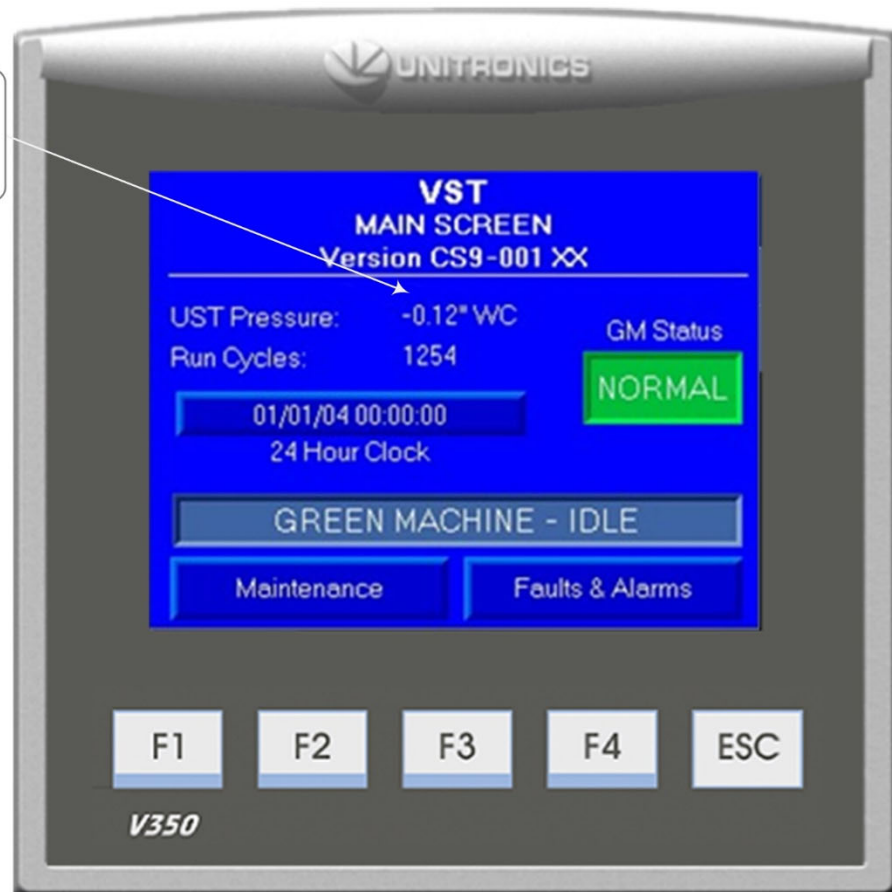 UNITRONICS
VST
MAIN SCREEN
Version CS9-001 XX
UST Pressure: -0.12" WC
Run Cycles: 1254
GM Status
NORMAL
01/01/04 00:00:00
24 Hour Clock
GREEN MACHINE - IDLE
Maintenance
Faults & Alarms
F1 F2 F3 F4 ESC
V350